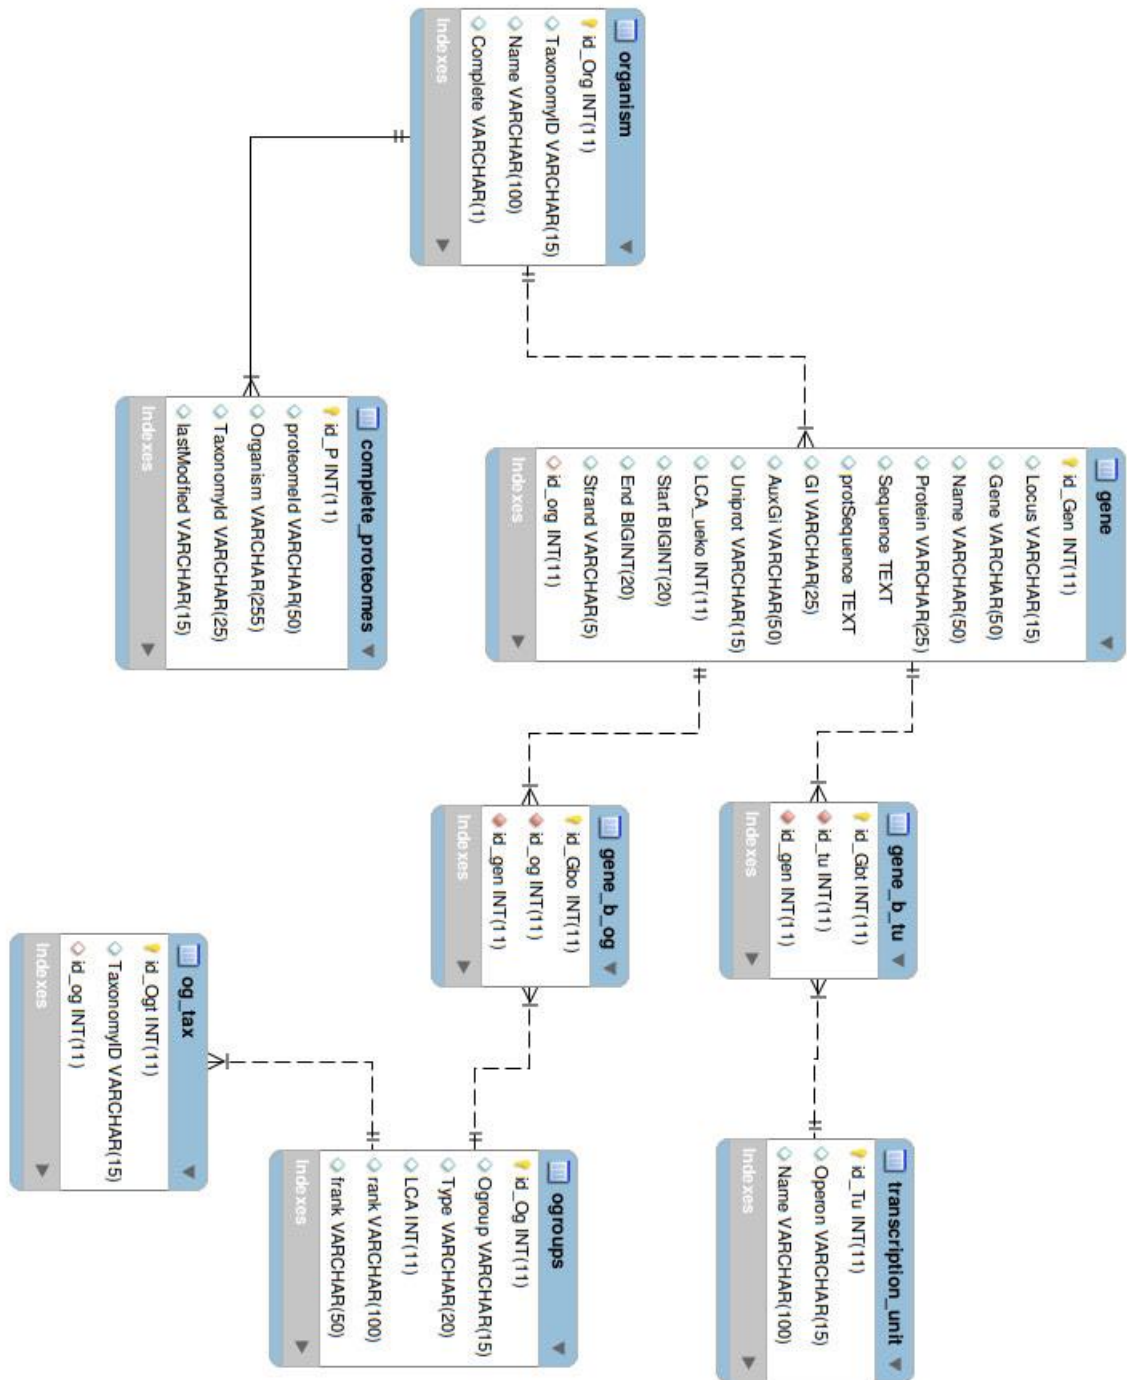 organism
id_Org INT(11)
TaxonomyID VARCHAR(15)
Name VARCHAR(100)
Complete VARCHAR(1)
Indexes
gene
id_Gen INT(11)
Locus VARCHAR(15)
Gene VARCHAR(50)
Name VARCHAR(50)
Protein VARCHAR(25)
Sequence TEXT
protSequence TEXT
GI VARCHAR(25)
AuxGi VARCHAR(50)
Uniprot VARCHAR(15)
LCA_ueko INT(11)
Start BIGINT(20)
End BIGINT(20)
Strand VARCHAR(5)
id_org INT(11)
Indexes
complete_proteomes
id_P INT(11)
proteomeId VARCHAR(50)
Organism VARCHAR(255)
TaxonomyId VARCHAR(25)
lastModfied VARCHAR(15)
Indexes
gene_b_tu
id_Gbt INT(11)
id_tu INT(11)
id_gen INT(11)
Indexes
gene_b_og
id_Gbo INT(11)
id_og INT(11)
id_gen INT(11)
Indexes
transcription_unit
id_Tu INT(11)
Operon VARCHAR(15)
Name VARCHAR(100)
Indexes
ogroups
id_Og INT(11)
Ogroup VARCHAR(15)
Type VARCHAR(20)
LCA INT(11)
rank VARCHAR(100)
frank VARCHAR(50)
Indexes
og_tax
id_Ogt INT(11)
TaxonomyID VARCHAR(15)
id_og INT(11)
Indexes